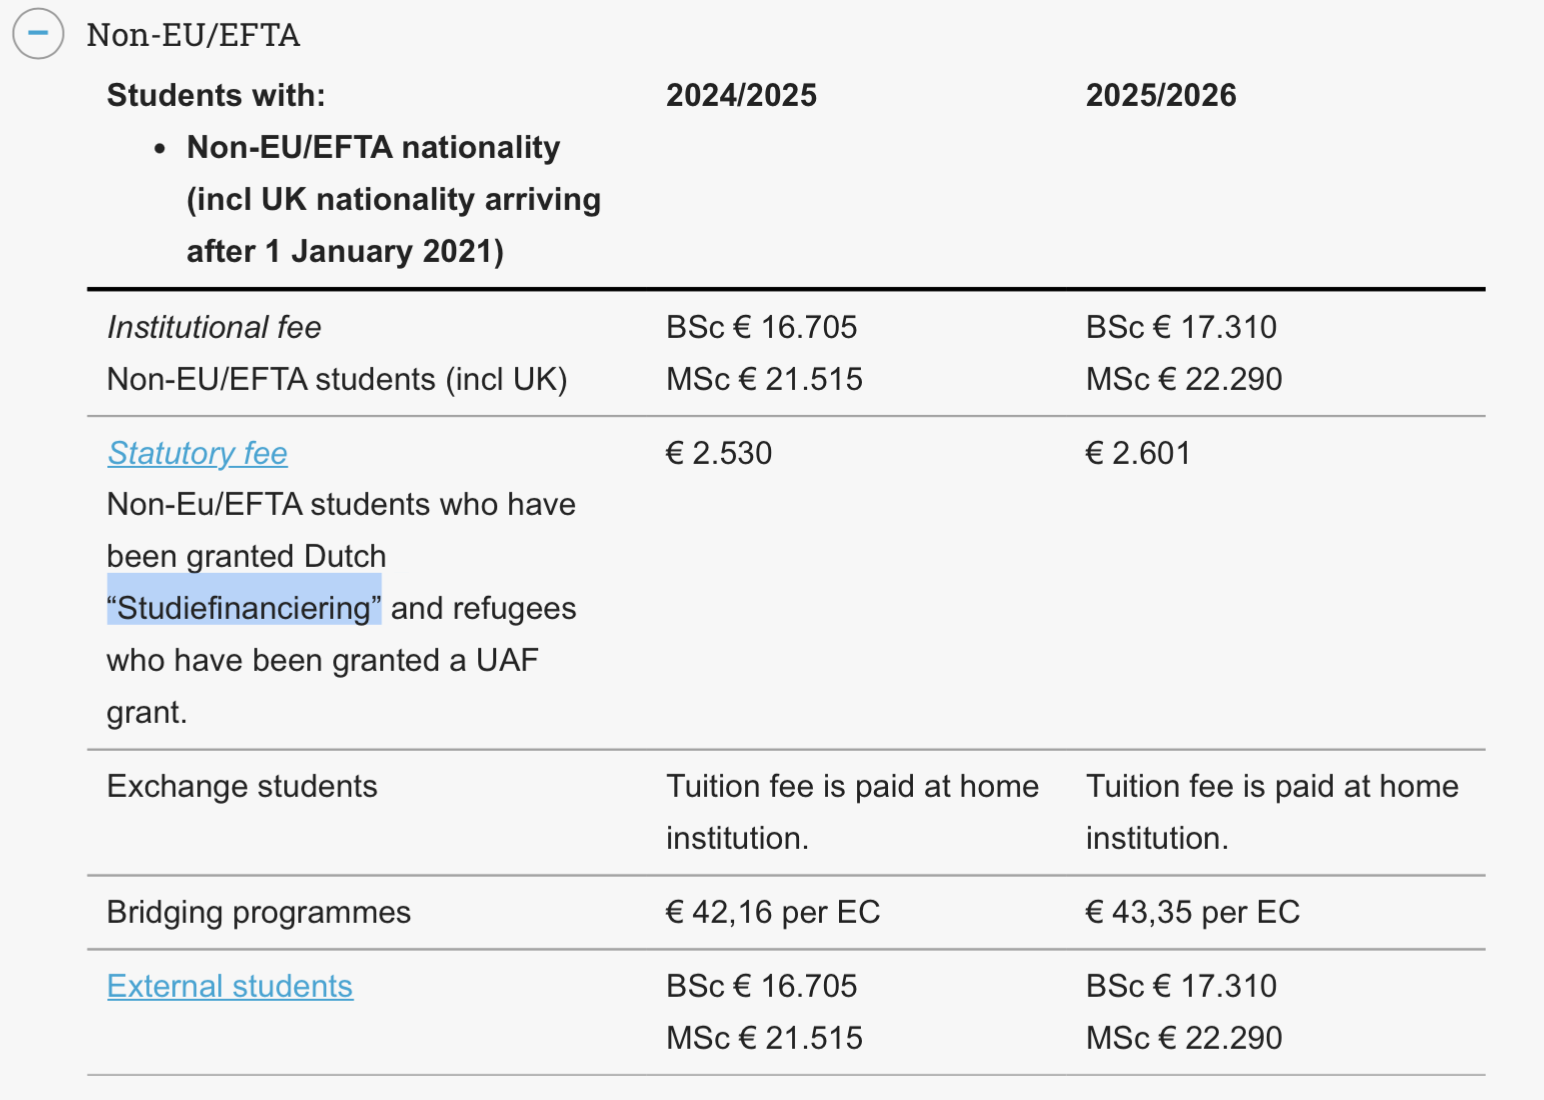 Non-EU/EFTA
Students with: 2024/2025 2025/2026
• Non-EU/EFTA nationality
(incl UK nationality arriving
after 1 January 2021)
Institutional fee BSc € 16.705 BSc € 17.310
Non-EU/EFTA students (incl UK) MSc € 21.515 MSc € 22.290
Statutory fee € 2.530 € 2.601
Non-Eu/EFTA students who have
been granted Dutch
“Studiefinanciering” and refugees
who have been granted a UAF
grant.
Exchange students Tuition fee is paid at home Tuition fee is paid at home
institution. institution.
Bridging programmes € 42,16 per EC € 43,35 per EC
External students BSc € 16.705 BSc € 17.310
MSc € 21.515 MSc € 22.290